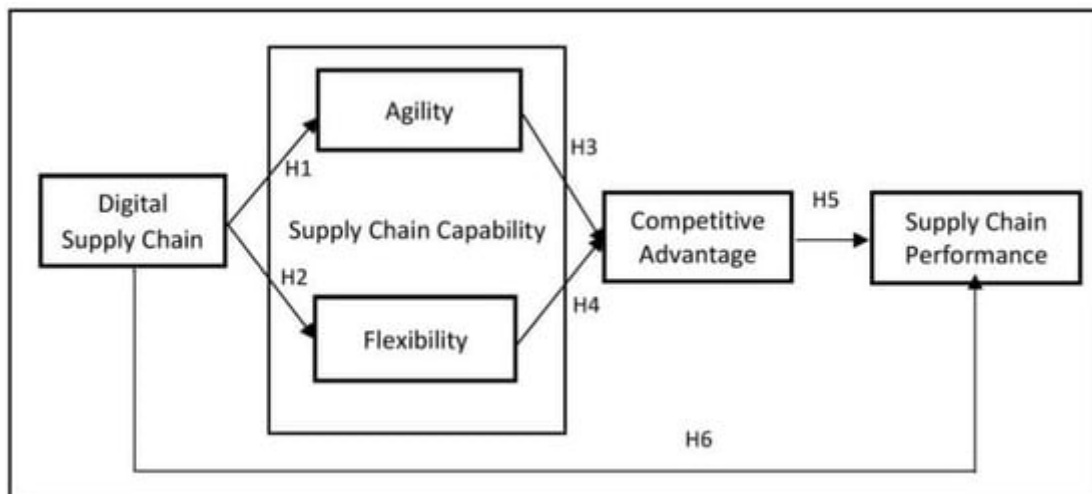 Agility
H3
H1
Digital
Supply Chain
Supply Chain Capability
Competitive
Advantage
H5
Supply Chain
Performance
H2
H4
Flexibility
H6